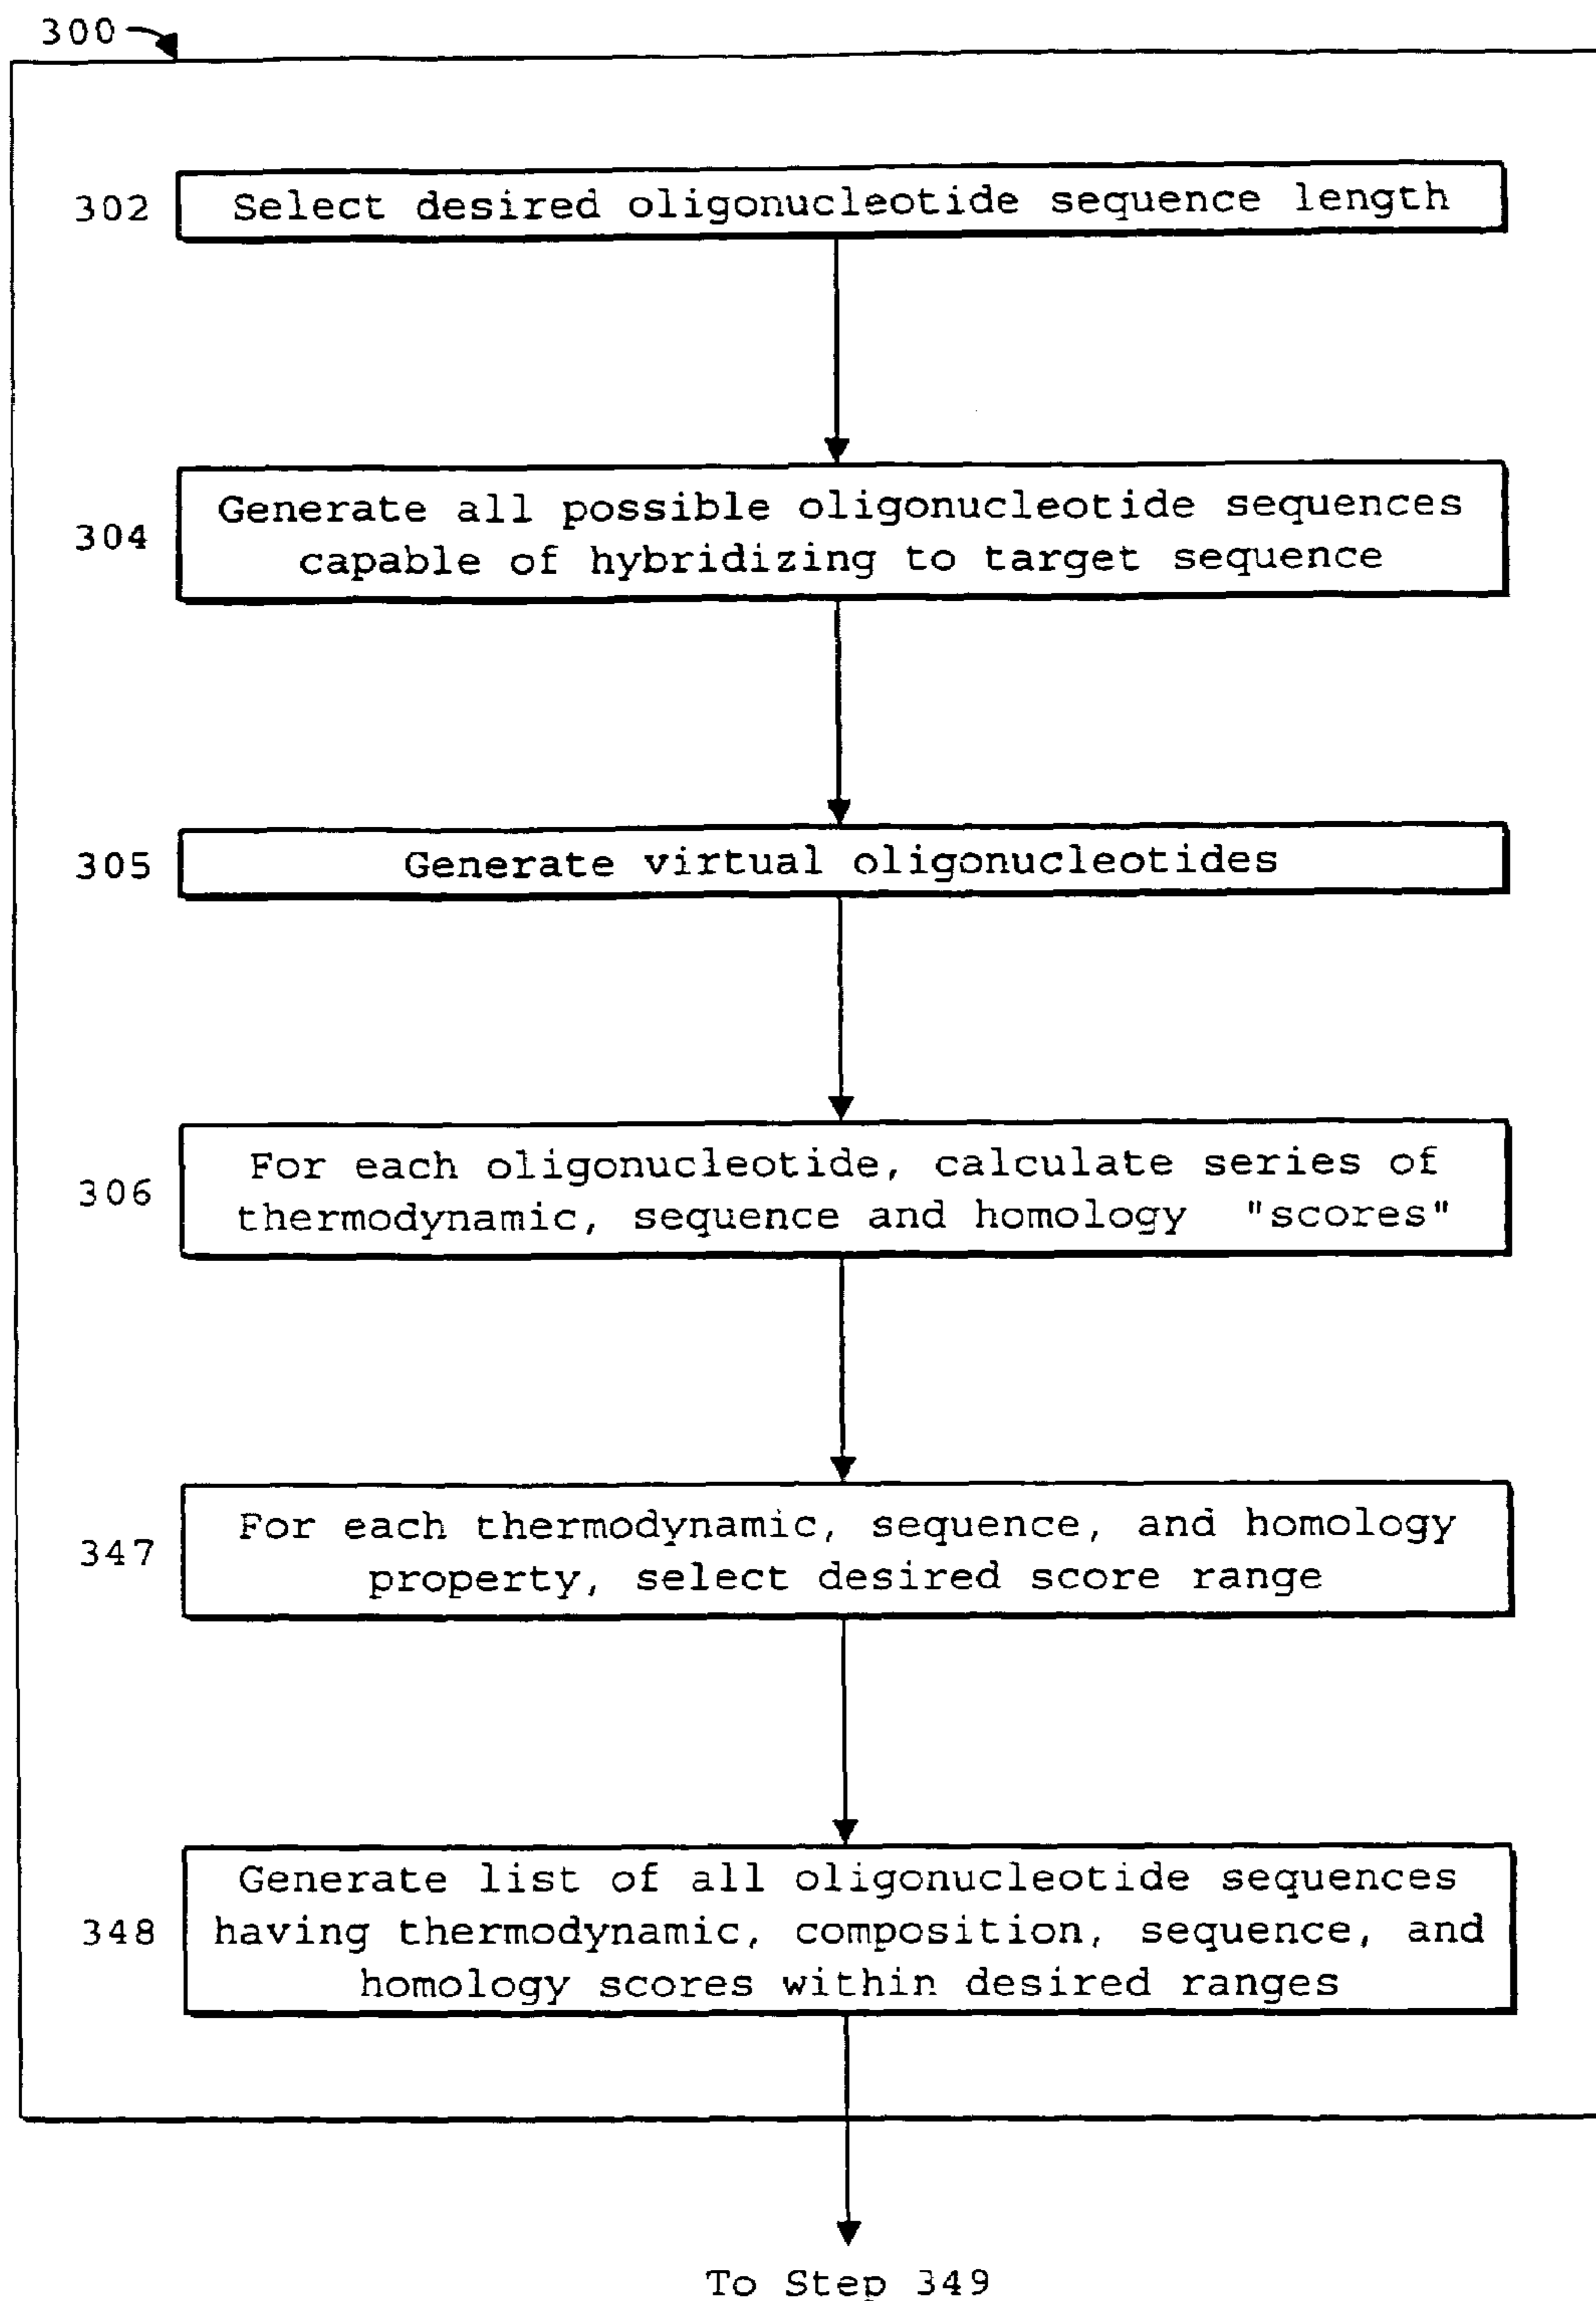 300
302
Select desired oligonucleotide sequence length
304
Generate all possible oligonucleotide sequences
capable of hybridizing to target sequence
305
Generate virtual oligonucleotides
306
For each oligonucleotide, calculate series of
thermodynamic, sequence and homology "scores"
347
For each thermodynamic, sequence, and homology
property, select desired score range
348
Generate list of all oligonucleotide sequences
having thermodynamic, composition, sequence, and
homology scores within desired ranges
To Step 349